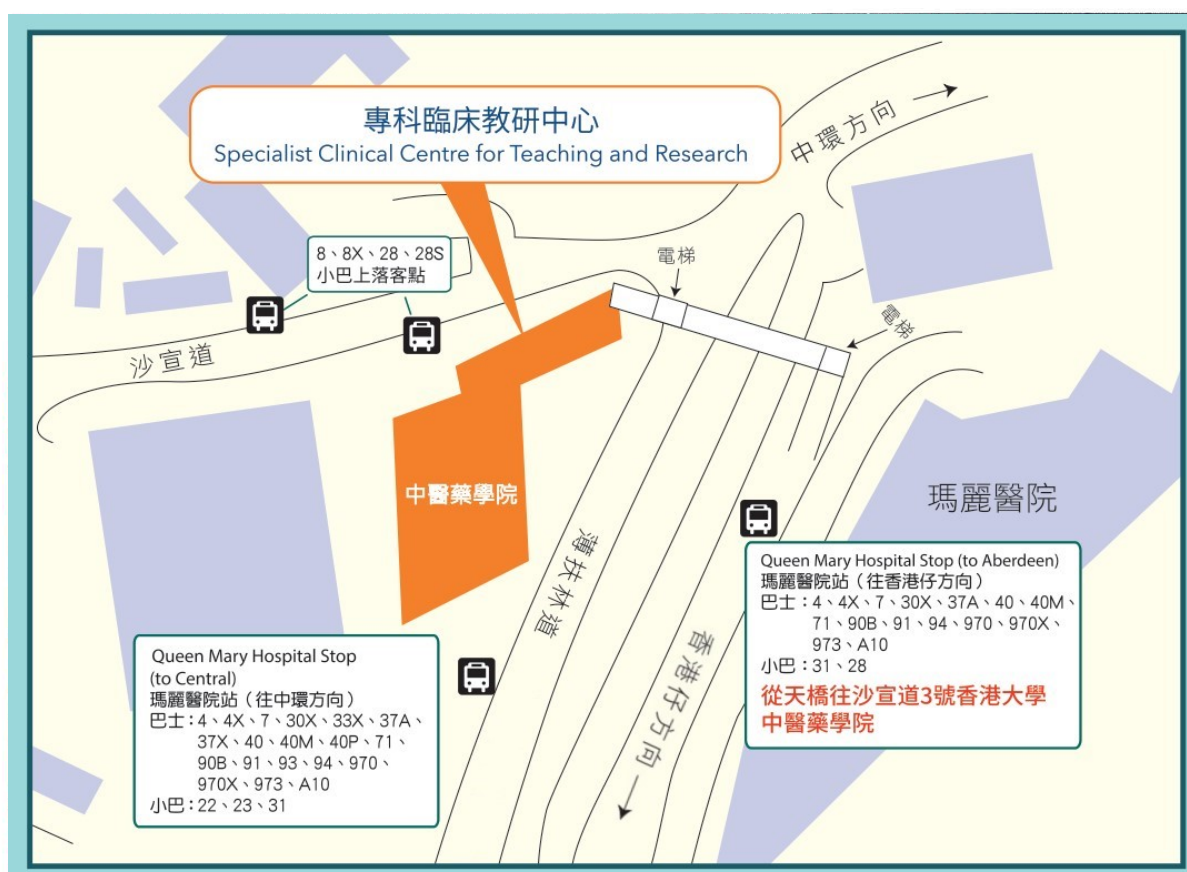 專科臨床教研中心
Specialist Clinical Centre for Teaching and Research
中環方向
8、8X、28、28S
小巴上落客點
電梯
電梯
沙宣道
中醫藥學院
瑪麗醫院
薄扶林道
香港仔方向
Queen Mary Hospital Stop (to Aberdeen)
瑪麗醫院站（往香港仔方向）
巴士：4、4X、7、30X、37A、40、40M、
71、90B、91、94、970、970X、
973、A10
小巴：31、28
從天橋往沙宣道3號香港大學
中醫藥學院
Queen Mary Hospital Stop
(to Central)
瑪麗醫院站（往中環方向）
巴士：4、4X、7、30X、33X、37A、
37X、40、40M、40P、71、
90B、91、93、94、970、
970X、973、A10
小巴：22、23、31